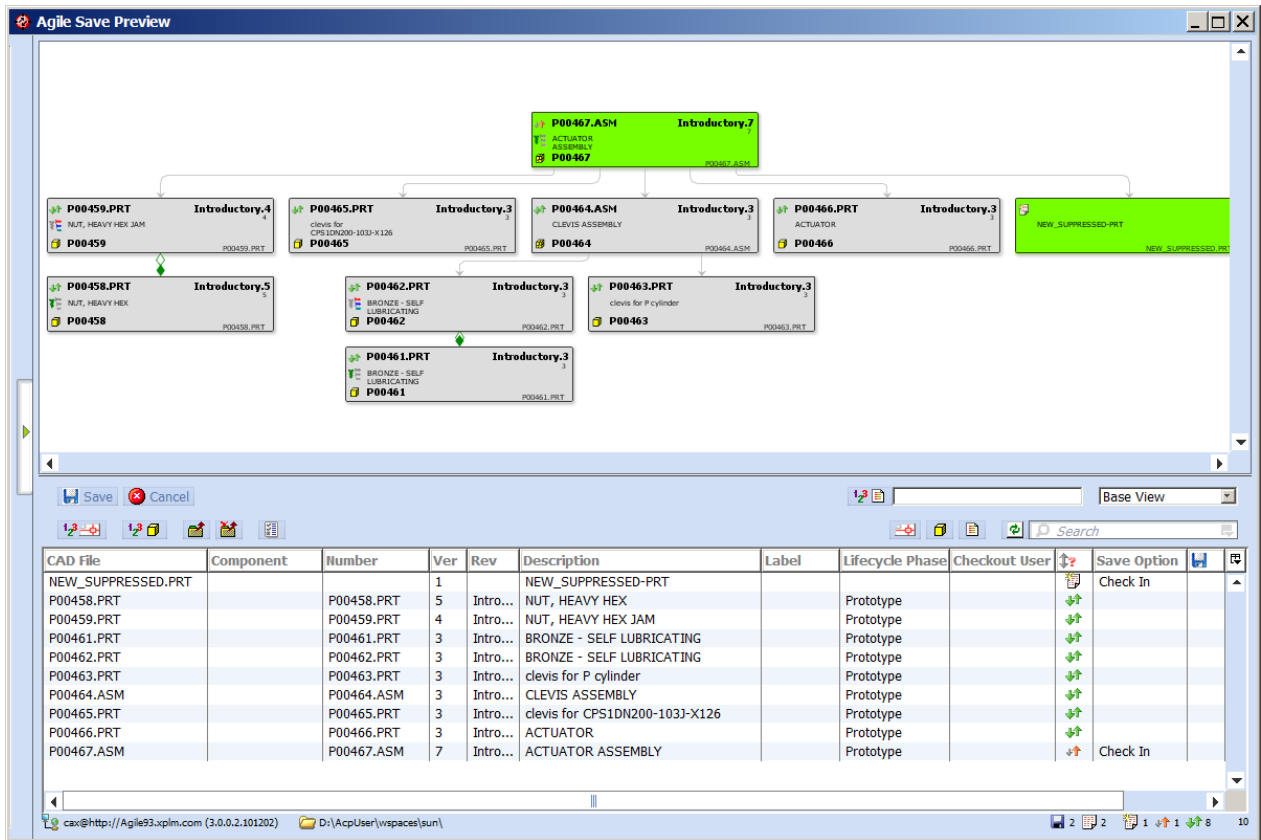 Agile Save Preview
P00467.ASM Introductory.7
7
ACTUATOR
ASSEMBLY
P00467 P00467.ASM
P00459.PRT Introductory.4
4
NUT, HEAVY HEX JAM
P00459 P00459.PRT
P00465.PRT Introductory.3
3
clevis for
CPS1DN200-103J-X126
P00465 P00465.PRT
P00464.ASM Introductory.3
3
CLEVIS ASSEMBLY
P00464 P00464.ASM
P00466.PRT Introductory.3
3
ACTUATOR
P00466 P00466.PRT
NEW_SUPPRESSED-PRT
NEW_SUPPRESSED.PR
P00458.PRT Introductory.5
5
NUT, HEAVY HEX
P00458 P00458.PRT
P00462.PRT Introductory.3
3
BRONZE - SELF
LUBRICATING
P00462 P00462.PRT
P00463.PRT Introductory.3
3
clevis for P cylinder
P00463 P00463.PRT
P00461.PRT Introductory.3
3
BRONZE - SELF
LUBRICATING
P00461 P00461.PRT
Save Cancel Base View
Search
CAD File Component Number Ver Rev Description Label Lifecycle Phase Checkout User Save Option
NEW_SUPPRESSED.PRT 1 NEW_SUPPRESSED-PRT Check In
P00458.PRT P00458.PRT 5 Intro... NUT, HEAVY HEX Prototype
P00459.PRT P00459.PRT 4 Intro... NUT, HEAVY HEX JAM Prototype
P00461.PRT P00461.PRT 3 Intro... BRONZE - SELF LUBRICATING Prototype
P00462.PRT P00462.PRT 3 Intro... BRONZE - SELF LUBRICATING Prototype
P00463.PRT P00463.PRT 3 Intro... clevis for P cylinder Prototype
P00464.ASM P00464.ASM 3 Intro... CLEVIS ASSEMBLY Prototype
P00465.PRT P00465.PRT 3 Intro... clevis for CPS1DN200-103J-X126 Prototype
P00466.PRT P00466.PRT 3 Intro... ACTUATOR Prototype
P00467.ASM P00467.ASM 7 Intro... ACTUATOR ASSEMBLY Prototype Check In
cax@http://Agile93.xplm.com (3.0.0.2.101202) D:\AcpUser\wspaces\sun\ 2 2 1 1 8 10